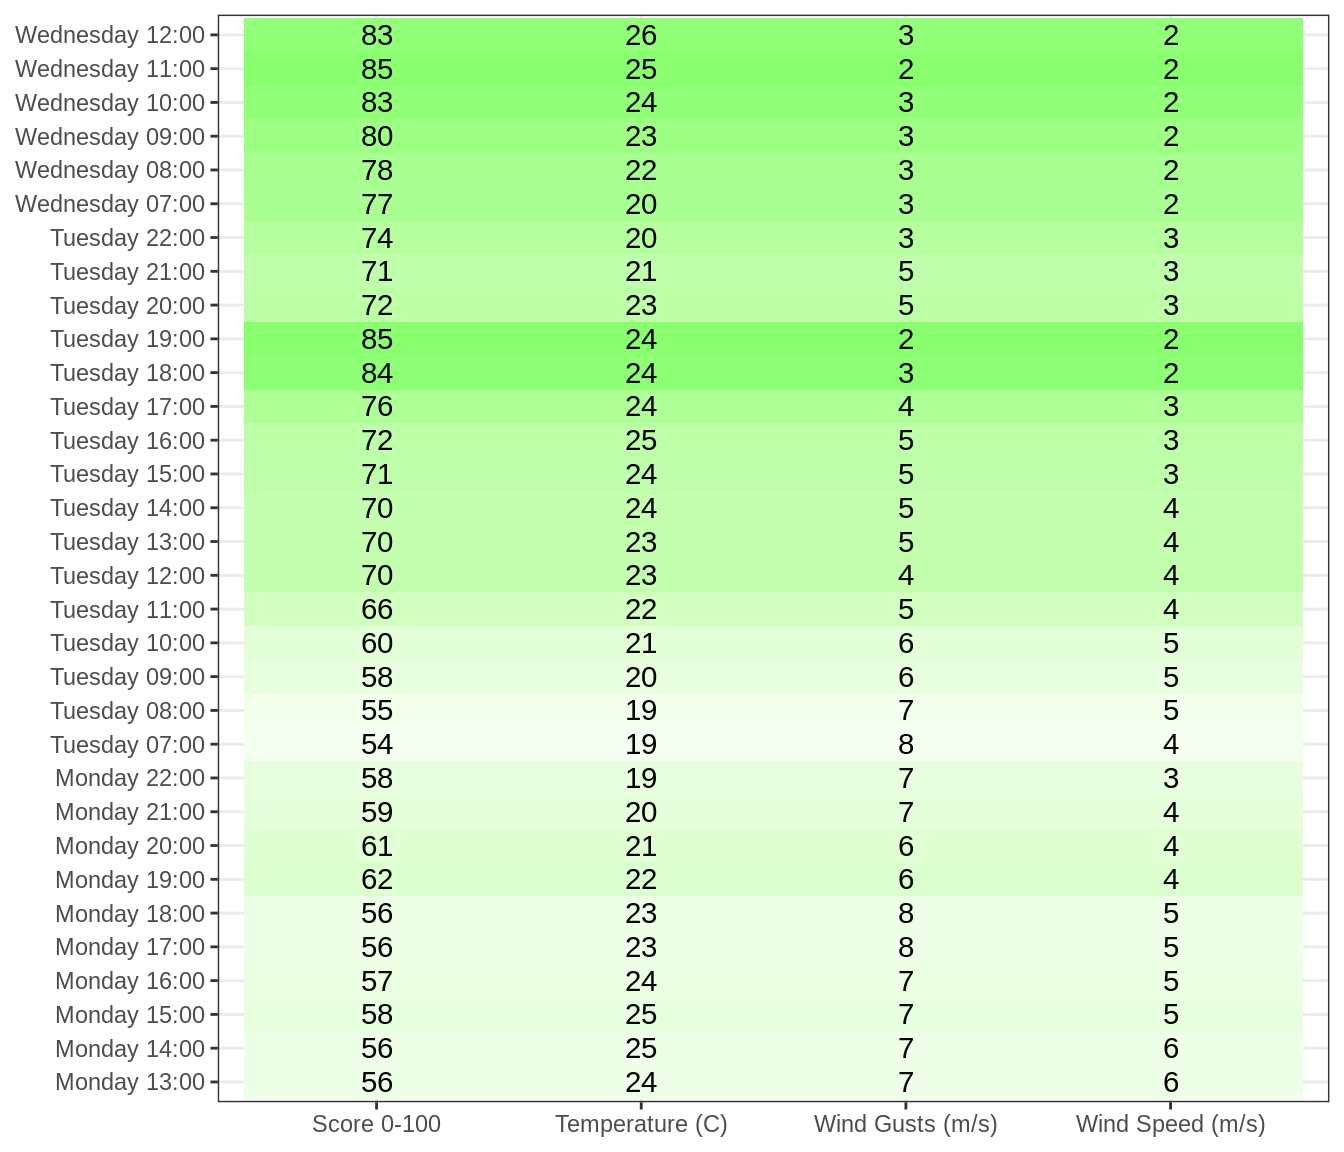 Wednesday 12:00 83 26 3 2
Wednesday 11:00 85 25 2 2
Wednesday 10:00 83 24 3 2
Wednesday 09:00 80 23 3 2
Wednesday 08:00 78 22 3 2
Wednesday 07:00 77 20 3 2
Tuesday 22:00 74 20 3 3
Tuesday 21:00 71 21 5 3
Tuesday 20:00 72 23 5 3
Tuesday 19:00 85 24 2 2
Tuesday 18:00 84 24 3 2
Tuesday 17:00 76 24 4 3
Tuesday 16:00 72 25 5 3
Tuesday 15:00 71 24 5 3
Tuesday 14:00 70 24 5 4
Tuesday 13:00 70 23 5 4
Tuesday 12:00 70 23 4 4
Tuesday 11:00 66 22 5 4
Tuesday 10:00 60 21 6 5
Tuesday 09:00 58 20 6 5
Tuesday 08:00 55 19 7 5
Tuesday 07:00 54 19 8 4
Monday 22:00 58 19 7 3
Monday 21:00 59 20 7 4
Monday 20:00 61 21 6 4
Monday 19:00 62 22 6 4
Monday 18:00 56 23 8 5
Monday 17:00 56 23 8 5
Monday 16:00 57 24 7 5
Monday 15:00 58 25 7 5
Monday 14:00 56 25 7 6
Monday 13:00 56 24 7 6
Score 0-100 Temperature (C) Wind Gusts (m/s) Wind Speed (m/s)